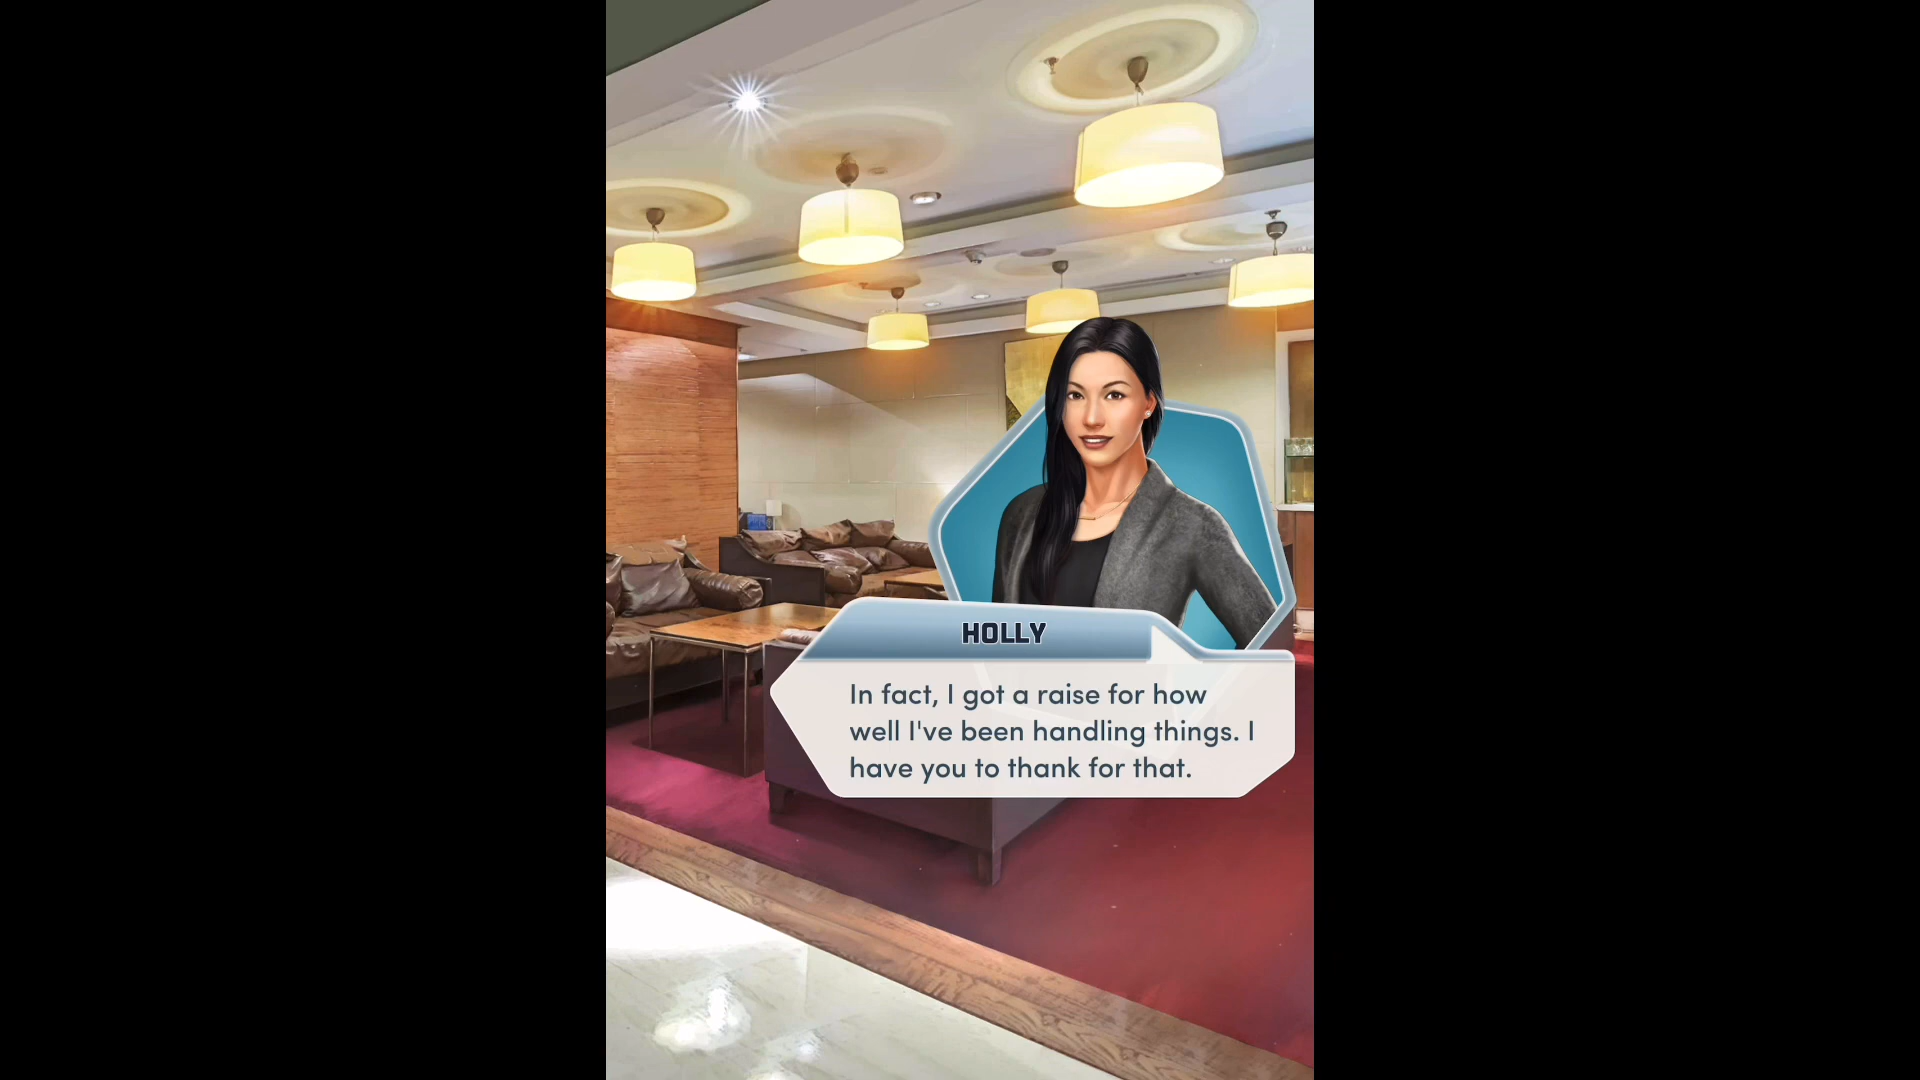 HOLLY
In fact, I got a raise for how
well I've been handling things. I
have you to thank for that.